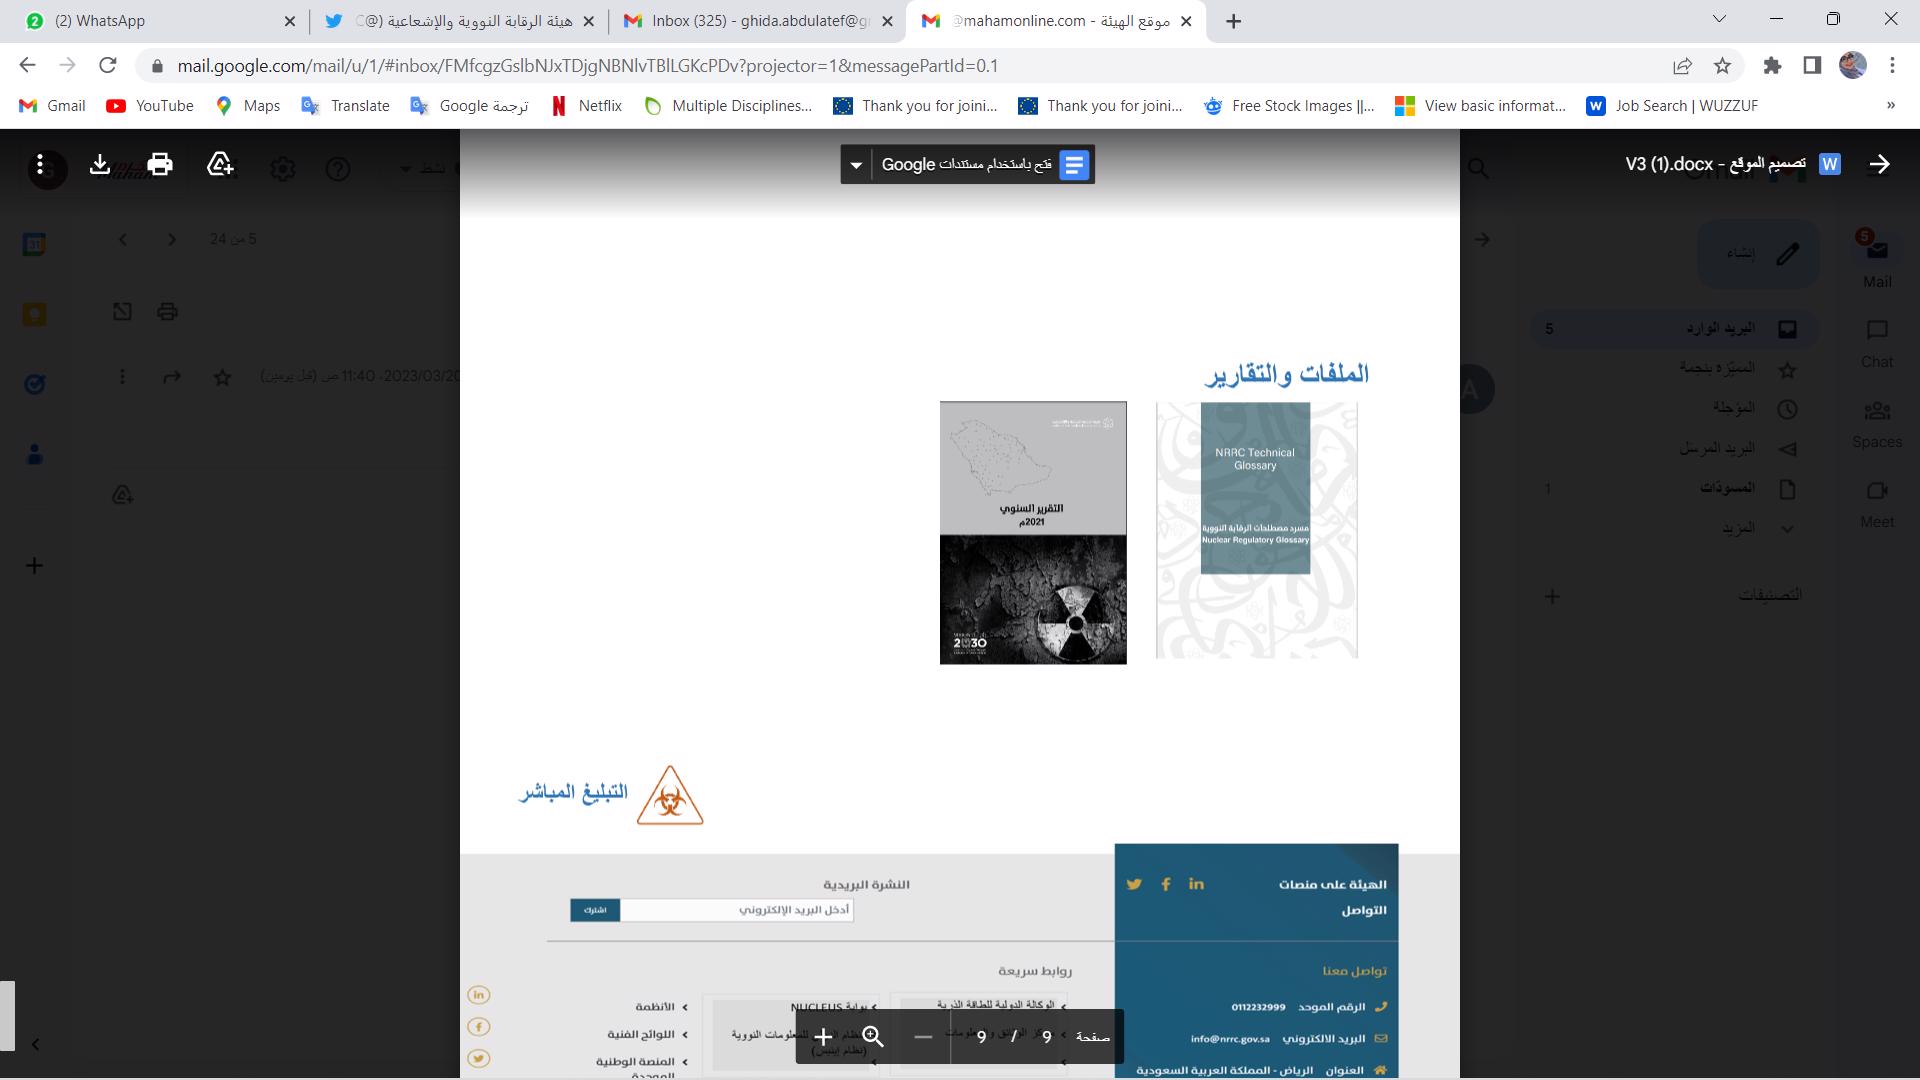 (2) WhatsApp
هيئة الرقابة النووية والإشعاعية (@C
Inbox (325) - ghida.abdulatef@g
موقع الهيئة - @mahamonline.com
mail.google.com/mail/u/1/#inbox/FMfcgzGslbNJxTDjgNBNlvTBlLGKcPDv?projector=1&messagePartId=0.1
Gmail
YouTube
Maps
Translate
ترجمة Google
Netflix
Multiple Disciplines...
Thank you for joini...
Thank you for joini...
Free Stock Images ||...
View basic informat...
Job Search | WUZZUF
تصميم الموقع - V3 (1).docx
فتح باستخدام مستندات Google
نشط
5 من 24
إنشاء
5
Mail
البريد الوارد 5
Chat
المميّزة بنجمة
المؤجلة
Spaces
البريد المرسل
المسودّات 1
Meet
المزيد
التصنيفات
2023/03/20، 11:40 ص (قبل يومين)
A
31
الملفات والتقارير
NRRC Technical
Glossary
مسرد مصطلحات الرقابة النووية
Nuclear Regulatory Glossary
التقرير السنوي
2021م
2030
التبليغ المباشر
الهيئة على منصات
التواصل
النشرة البريدية
أدخل البريد الإلكتروني
اشترك
تواصل معنا
الرقم الموحد 0112232999
البريد الالكتروني info@nrrc.gov.sa
العنوان الرياض - المملكة العربية السعودية
روابط سريعة
الوكالة الدولية للطاقة الذرية
بوابة NUCLEUS
للمعلومات النووية
الأنظمة
اللوائح الفنية
المنصة الوطنية
الموحدة
صفحة 9 / 9